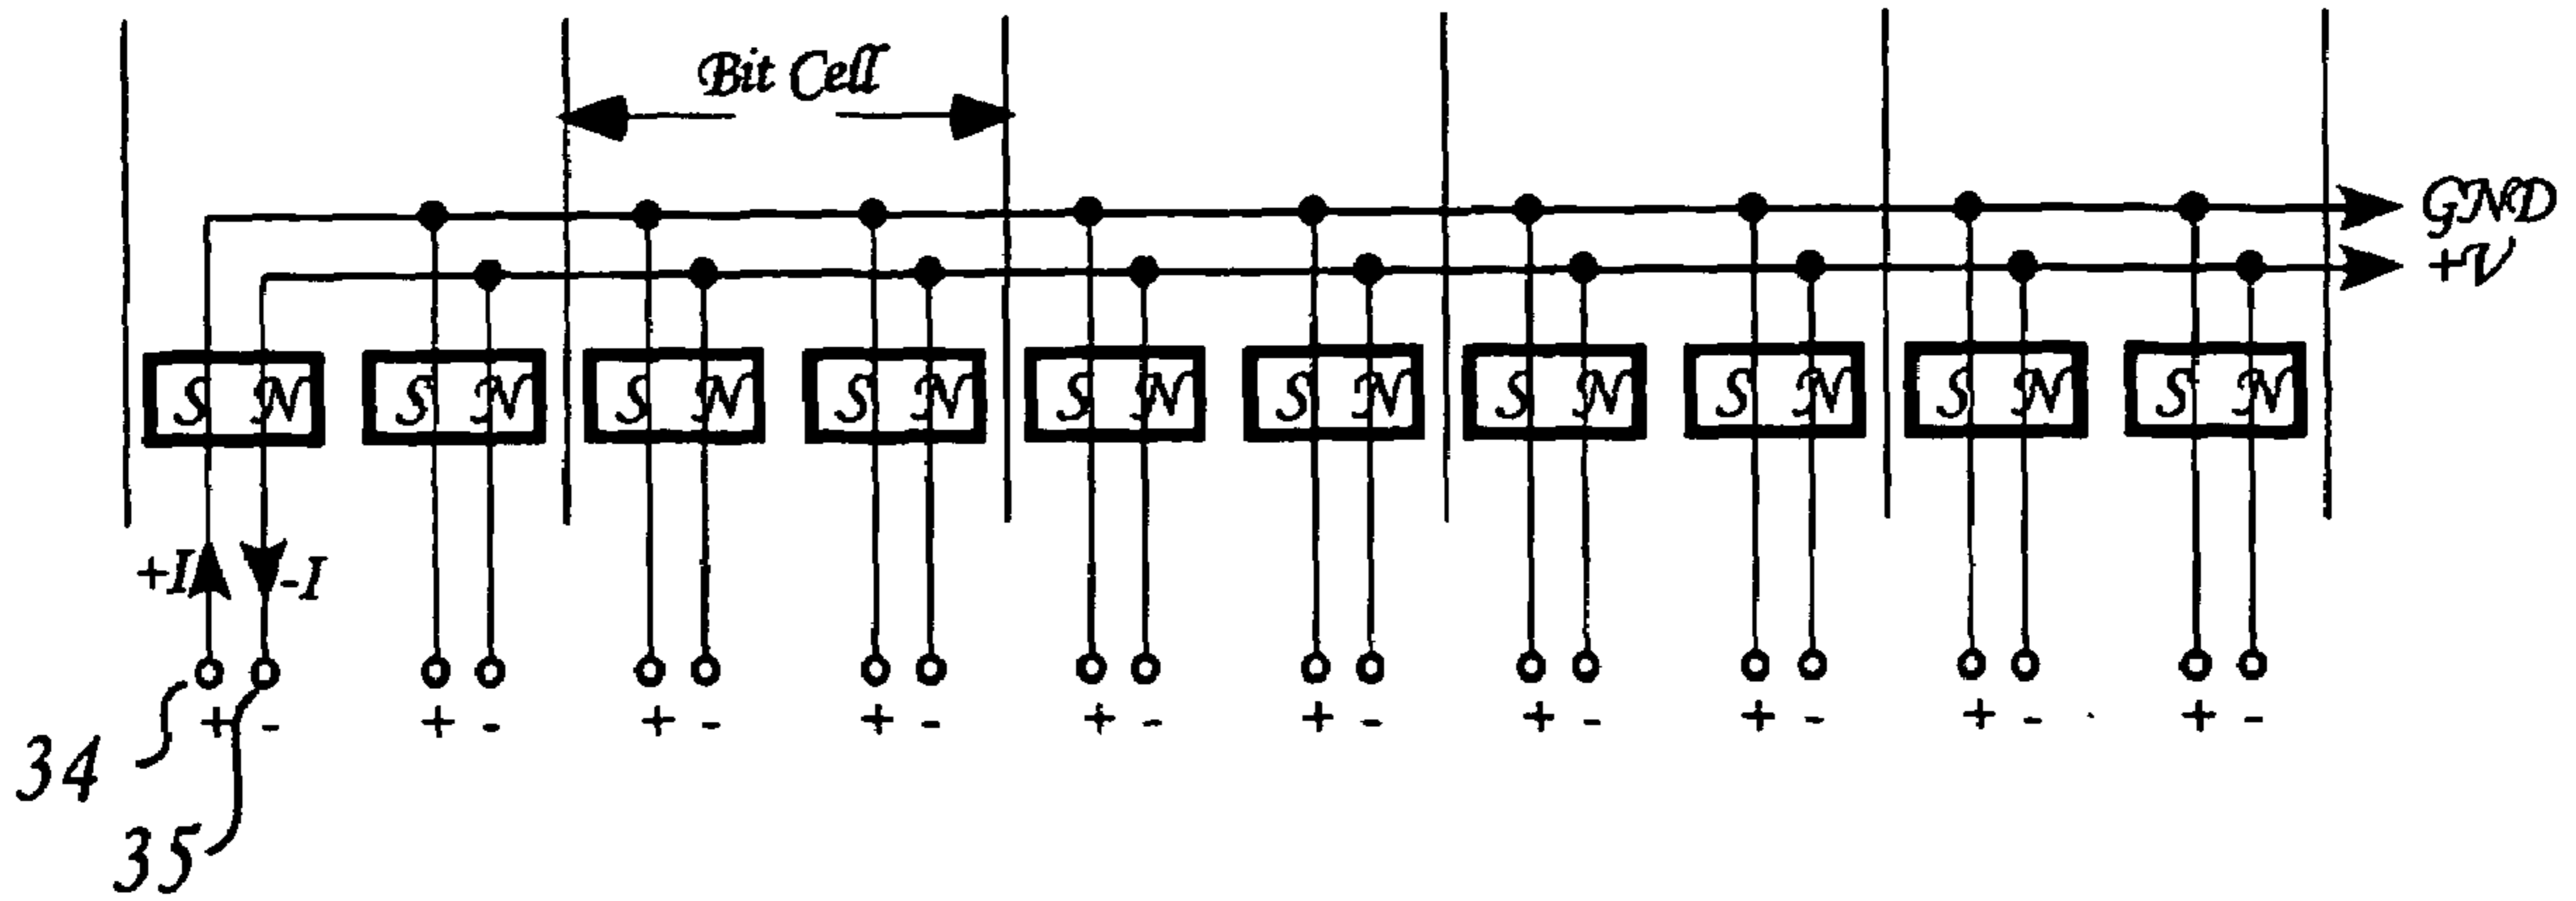 Bit Cell
GND
+V
S N S N S N S N S N S N S N S N S N S N
+I -I
+ - + - + - + - + - + - + - + - + - + -
34
35